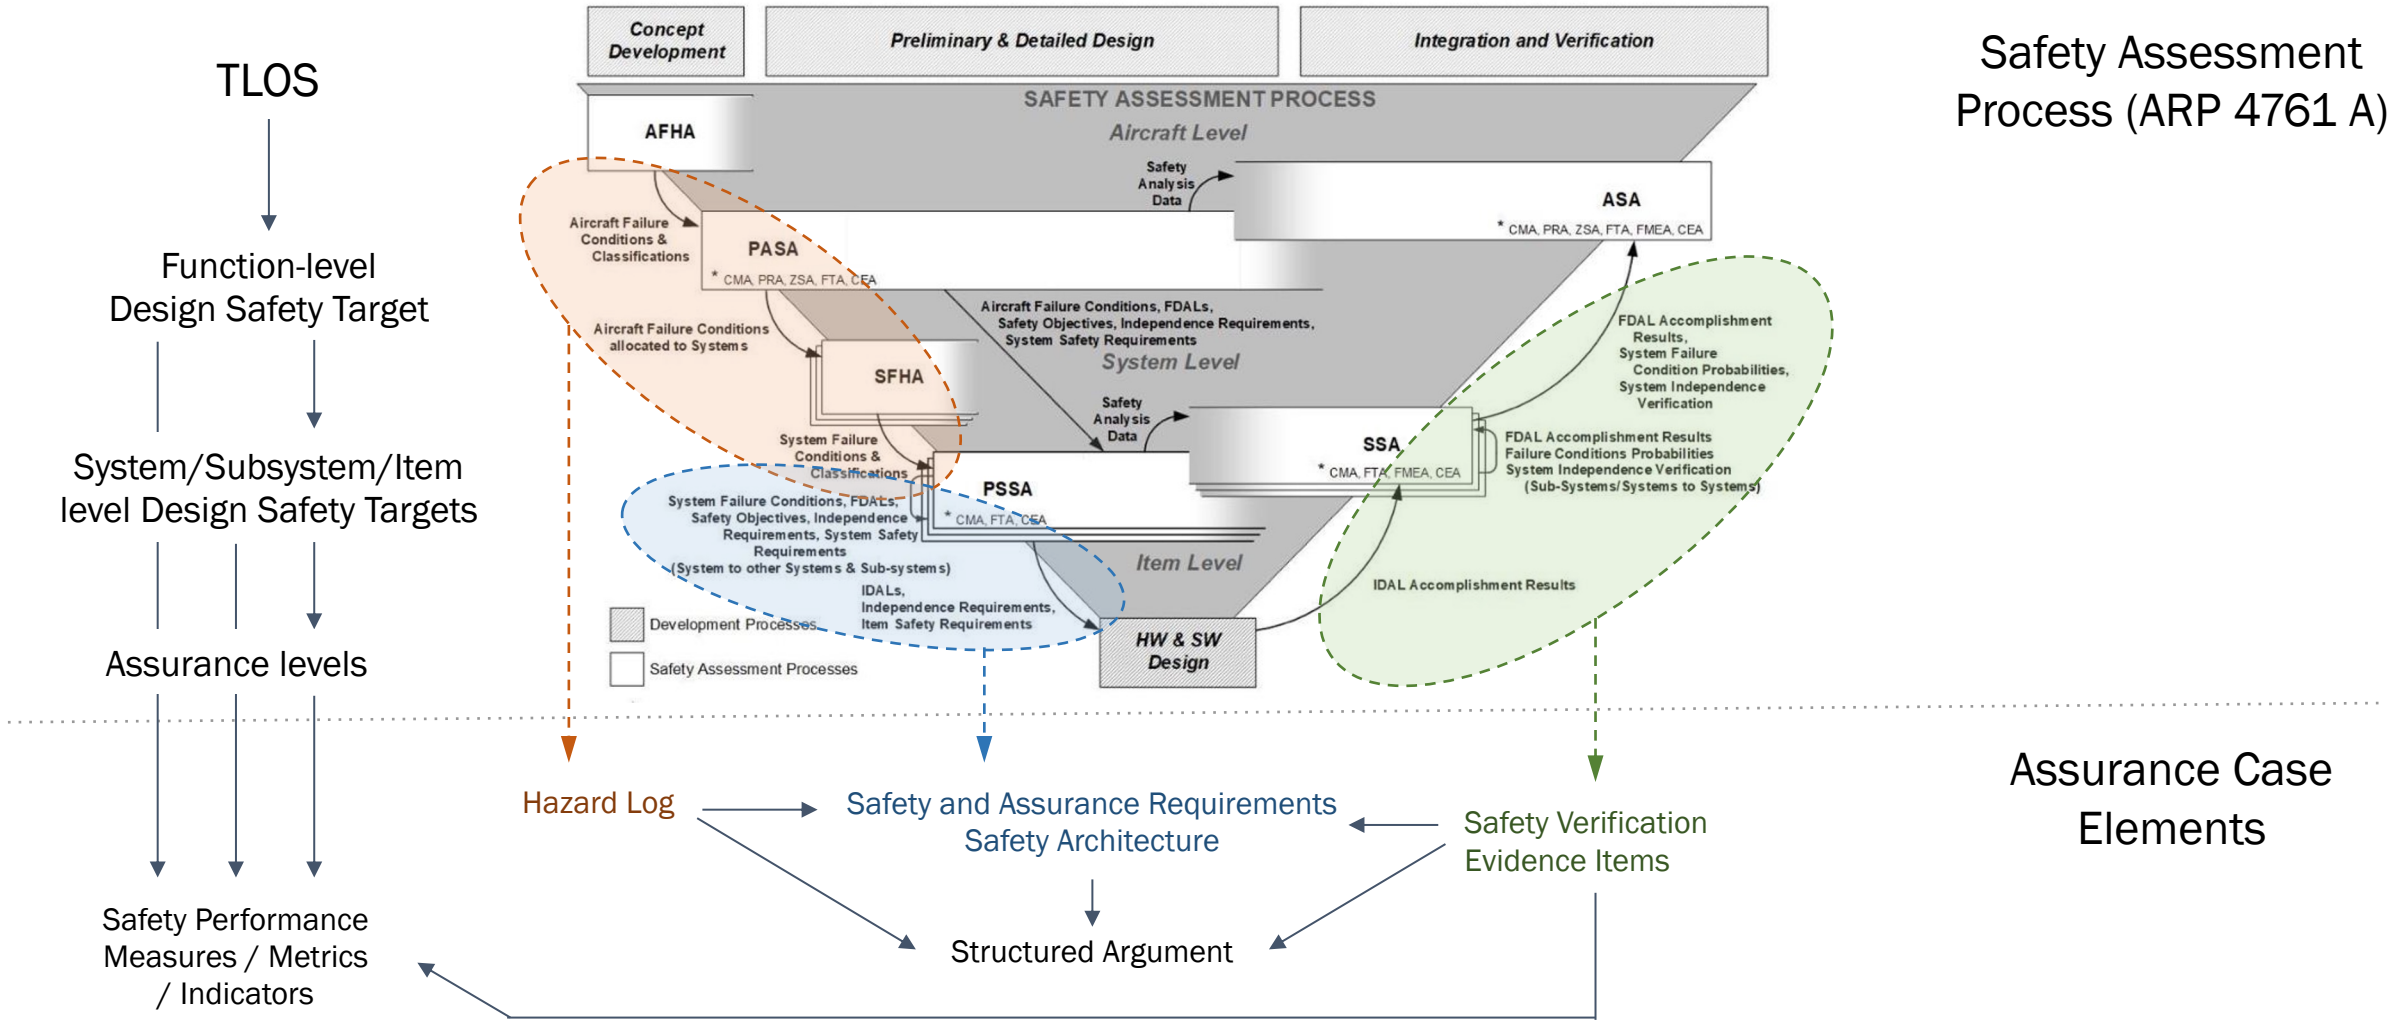 TLOS
Function-level
Design Safety Target
System/Subsystem/Item
level Design Safety Targets
Assurance levels
Safety Performance
Measures / Metrics
/ Indicators
Concept
Development
Preliminary & Detailed Design
Integration and Verification
SAFETY ASSESSMENT PROCESS
Aircraft Level
AFHA
Safety
Analysis
Data
ASA
* CMA, PRA, ZSA, FTA, FMEA, CEA
Aircraft Failure
Conditions &
Classifications
PASA
* CMA, PRA, ZSA, FTA, CEA
Aircraft Failure Conditions, FDALs,
Safety Objectives, Independence Requirements,
System Safety Requirements
Aircraft Failure Conditions
allocated to Systems
System Level
FDAL Accomplishment
Results,
System Failure
Condition Probabilities,
System Independence
Verification
SFHA
Safety
Analysis
Data
System Failure
Conditions &
Classifications
SSA
* CMA, FTA, FMEA, CEA
FDAL Accomplishment Results
Failure Conditions Probabilities
System Independence Verification
(Sub-Systems/Systems to Systems)
PSSA
* CMA, FTA, CEA
System Failure Conditions, FDALs,
Safety Objectives, Independence
Requirements, System Safety
Requirements
(System to other Systems & Sub-systems)
Item Level
IDALs,
Independence Requirements,
Item Safety Requirements
IDAL Accomplishment Results
HW & SW
Design
Development Processes
Safety Assessment Processes
Safety Assessment
Process (ARP 4761 A)
Hazard Log
Safety and Assurance Requirements
Safety Architecture
Safety Verification
Evidence Items
Structured Argument
Assurance Case
Elements